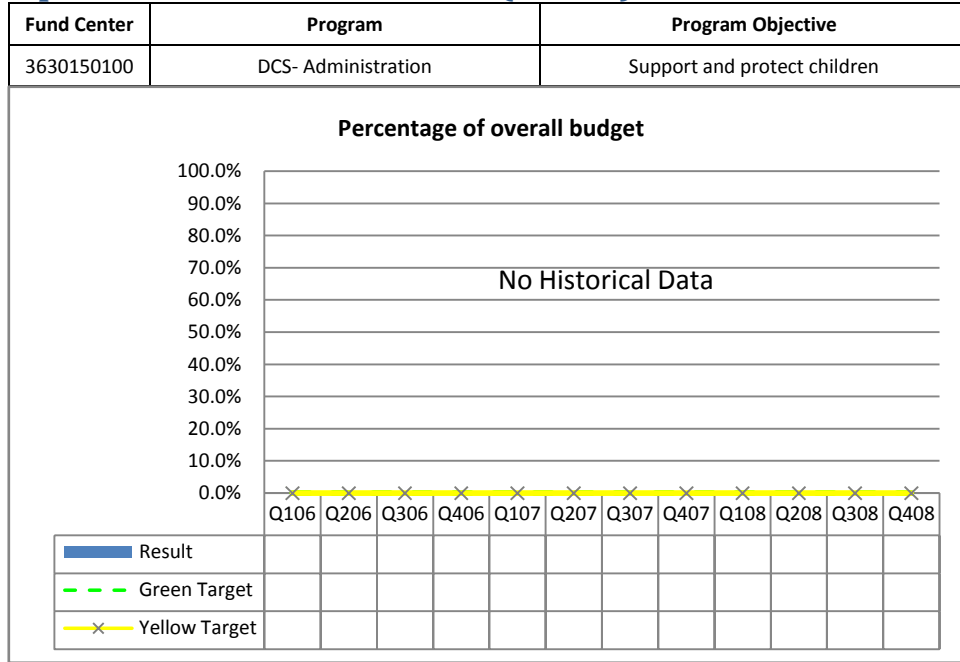 Fund Center Program Program Objective
3630150100 DCS- Administration Support and protect children
Percentage of overall budget
100.0%
90.0%
80.0%
70.0%
No Historical Data
60.0%
50.0%
40.0%
30.0%
20.0%
10.0%
0.0%
Q106 Q206 Q306 Q406 Q107 Q207 Q307 Q407 Q108 Q208 Q308 Q408
Result
Green Target
Yellow Target